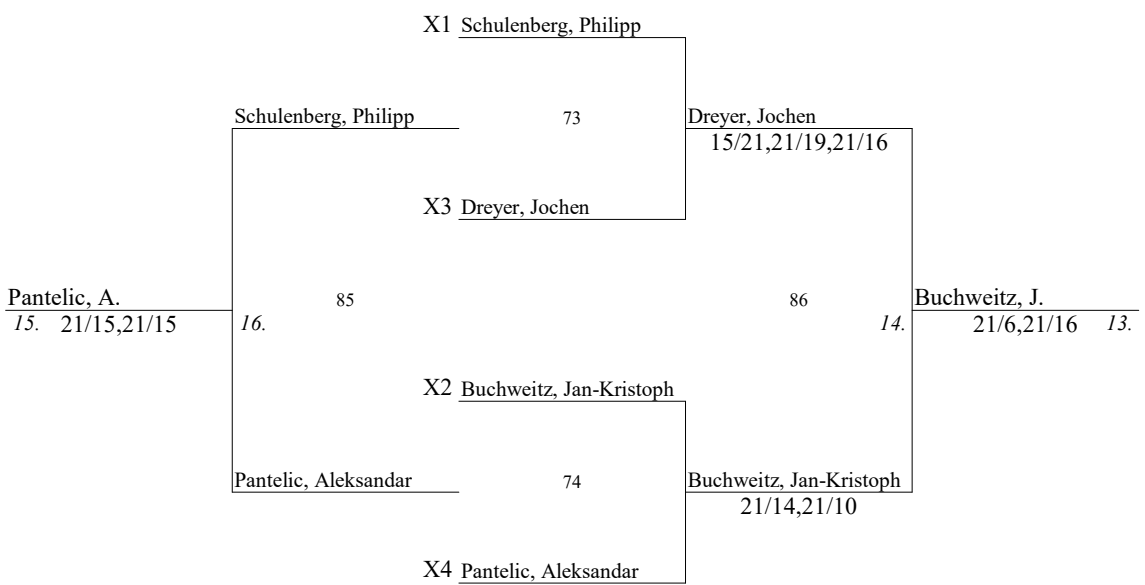 X1 Schulenberg, Philipp
Schulenberg, Philipp 73 Dreyer, Jochen
15/21,21/19,21/16
X3 Dreyer, Jochen
Pantelic, A. 85 86 Buchweitz, J.
15. 21/15,21/15 16. 14. 21/6,21/16 13.
X2 Buchweitz, Jan-Kristoph
Pantelic, Aleksandar 74 Buchweitz, Jan-Kristoph
21/14,21/10
X4 Pantelic, Aleksandar